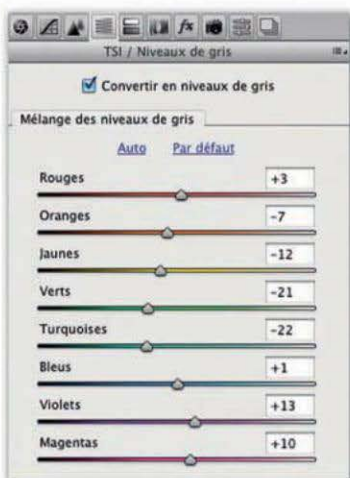 fx
TSI / Niveaux de gris
Convertir en niveaux de gris
Mélange des niveaux de gris
Auto Par défaut
Rouges +3
Oranges -7
Jaunes -12
Verts -21
Turquoises -22
Bleus +1
Violets +13
Magentas +10